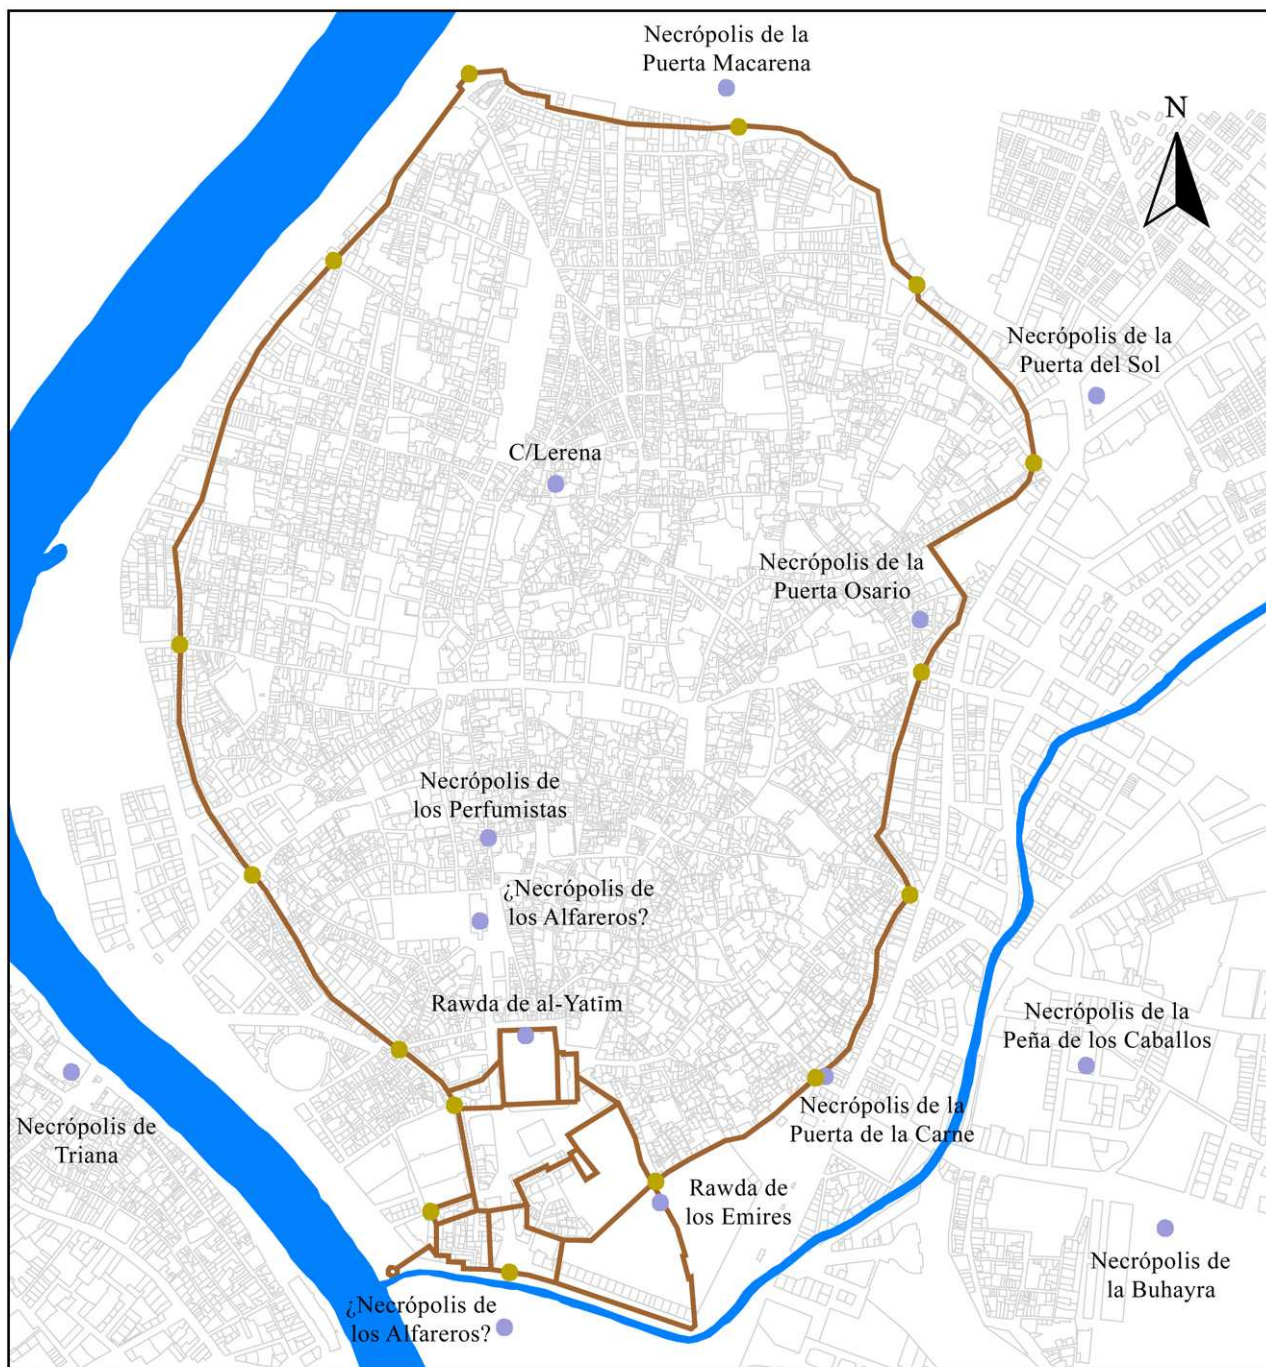 Necrópolis de la
Puerta Macarena
N
Necrópolis de la
Puerta del Sol
C/Lerena
Necrópolis de la
Puerta Osario
Necrópolis de
los Perfumistas
¿Necrópolis de
los Alfareros?
Rawda de al-Yatīm
Necrópolis de la
Peña de los Caballos
Necrópolis de
Triana
Necrópolis de la
Puerta de la Carne
Rawda de
los Emires
Necrópolis de
la Buhayra
¿Necrópolis de
los Alfareros?